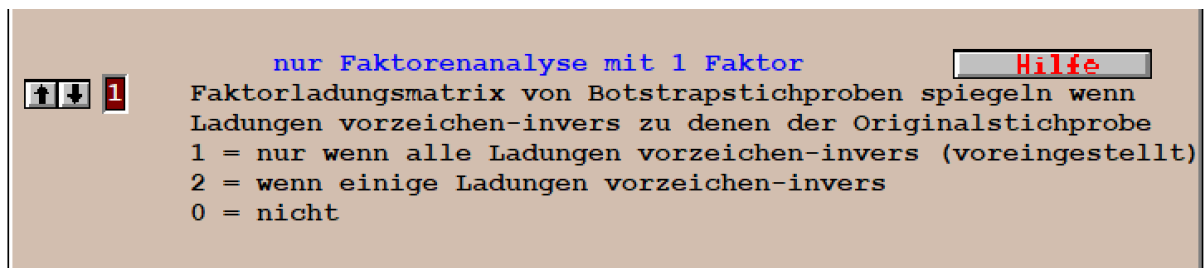 nur Faktorenanalyse mit 1 Faktor
Hilfe
1
Faktorladungsmatrix von Botstrapstichproben spiegeln wenn
Ladungen vorzeichen-invers zu denen der Originalstichprobe
1 = nur wenn alle Ladungen vorzeichen-invers (voreingestellt)
2 = wenn einige Ladungen vorzeichen-invers
0 = nicht